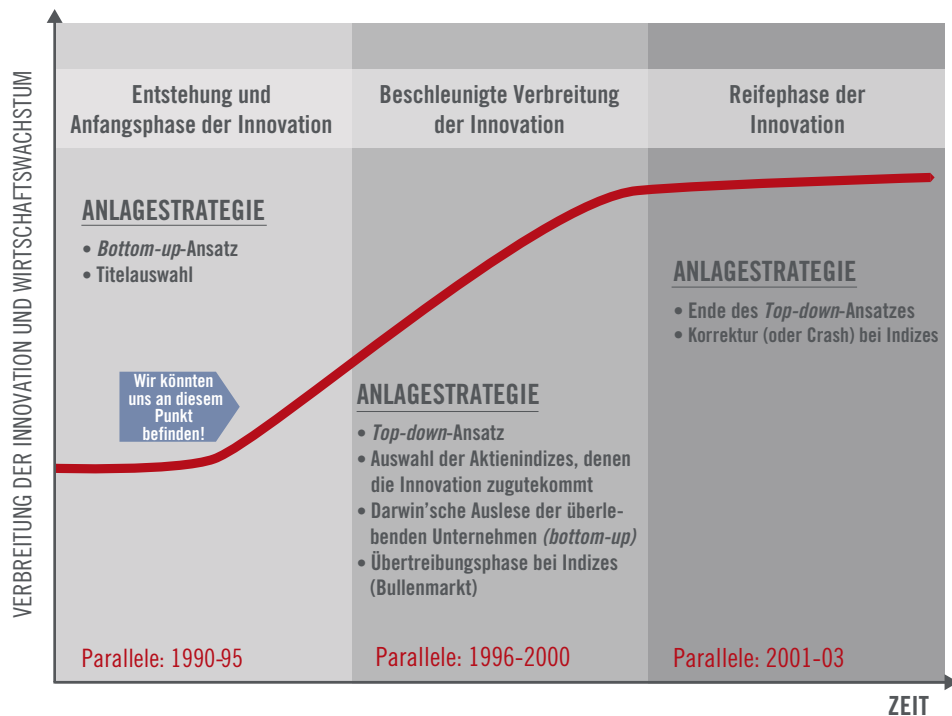 VERBREITUNG DER INNOVATION UND WIRTSCHAFTSWACHSTUM
Entstehung und
Anfangsphase der Innovation
ANLAGESTRATEGIE
• Bottom-up-Ansatz
• Titelauswahl
Wir könnten
uns an diesem
Punkt
befinden!
Parallele: 1990-95
Beschleunigte Verbreitung
der Innovation
ANLAGESTRATEGIE
• Top-down-Ansatz
• Auswahl der Aktienindizes, denen
die Innovation zugutekommt
• Darwin’sche Auslese der überle-
benden Unternehmen (bottom-up)
• Übertreibungsphase bei Indizes
(Bullenmarkt)
Parallele: 1996-2000
Reifephase der
Innovation
ANLAGESTRATEGIE
• Ende des Top-down-Ansatzes
• Korrektur (oder Crash) bei Indizes
Parallele: 2001-03
ZEIT